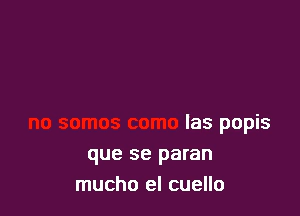 no somos como las popis
que se paran
mucho el cuello